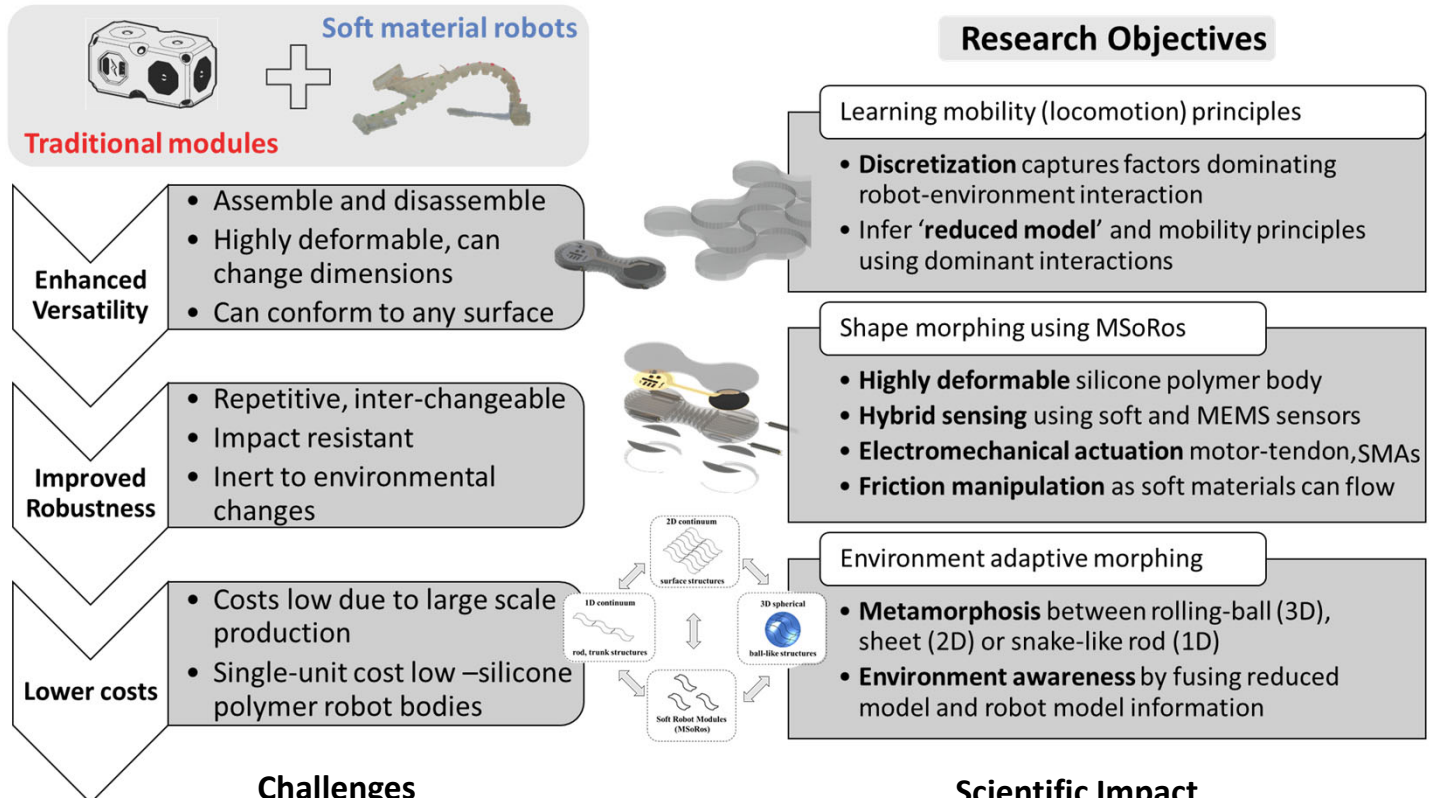 Soft material robots
Traditional modules
Enhanced
Versatility
• Assemble and disassemble
• Highly deformable, can
change dimensions
• Can conform to any surface
Improved
Robustness
• Repetitive, inter-changeable
• Impact resistant
• Inert to environmental
changes
Lower costs
• Costs low due to large scale
production
• Single-unit cost low –silicone
polymer robot bodies
2D continuum
surface structures
1D continuum
rod, trunk structures
3D spherical
ball-like structures
Soft Robot Modules
(MSoRos)
Research Objectives
Learning mobility (locomotion) principles
• Discretization captures factors dominating
robot-environment interaction
• Infer ‘reduced model’ and mobility principles
using dominant interactions
Shape morphing using MSoRos
• Highly deformable silicone polymer body
• Hybrid sensing using soft and MEMS sensors
• Electromechanical actuation motor-tendon,SMAs
• Friction manipulation as soft materials can flow
Environment adaptive morphing
• Metamorphosis between rolling-ball (3D),
sheet (2D) or snake-like rod (1D)
• Environment awareness by fusing reduced
model and robot model information
Challenges
Scientific Impact